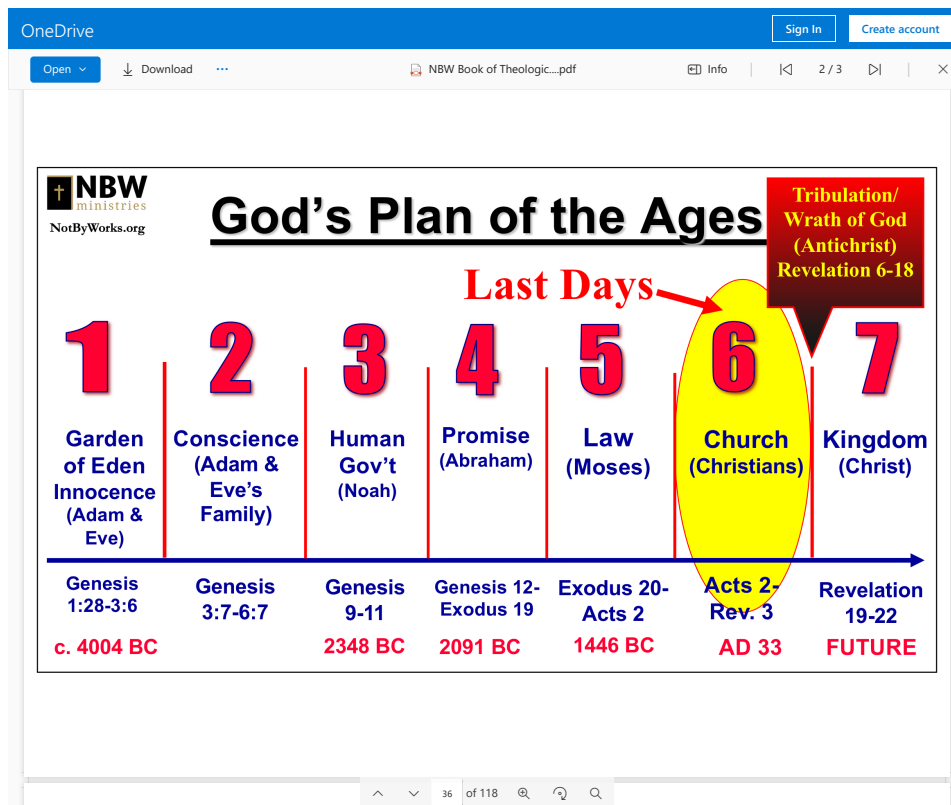 OneDrive
Sign In
Create account
Open
Download
NBW Book of Theologic....pdf
Info
2 / 3
NBW
ministries
NotByWorks.org
God's Plan of the Ages
Tribulation/
Wrath of God
(Antichrist)
Revelation 6-18
Last Days
1
2
3
4
5
6
7
Garden
of Eden
Innocence
(Adam &
Eve)
Conscience
(Adam &
Eve's
Family)
Human
Gov't
(Noah)
Promise
(Abraham)
Law
(Moses)
Church
(Christians)
Kingdom
(Christ)
Genesis
1:28-3:6
Genesis
3:7-6:7
Genesis
9-11
Genesis 12-
Exodus 19
Exodus 20-
Acts 2
Acts 2-
Rev. 3
Revelation
19-22
c. 4004 BC
2348 BC
2091 BC
1446 BC
AD 33
FUTURE
36 of 118